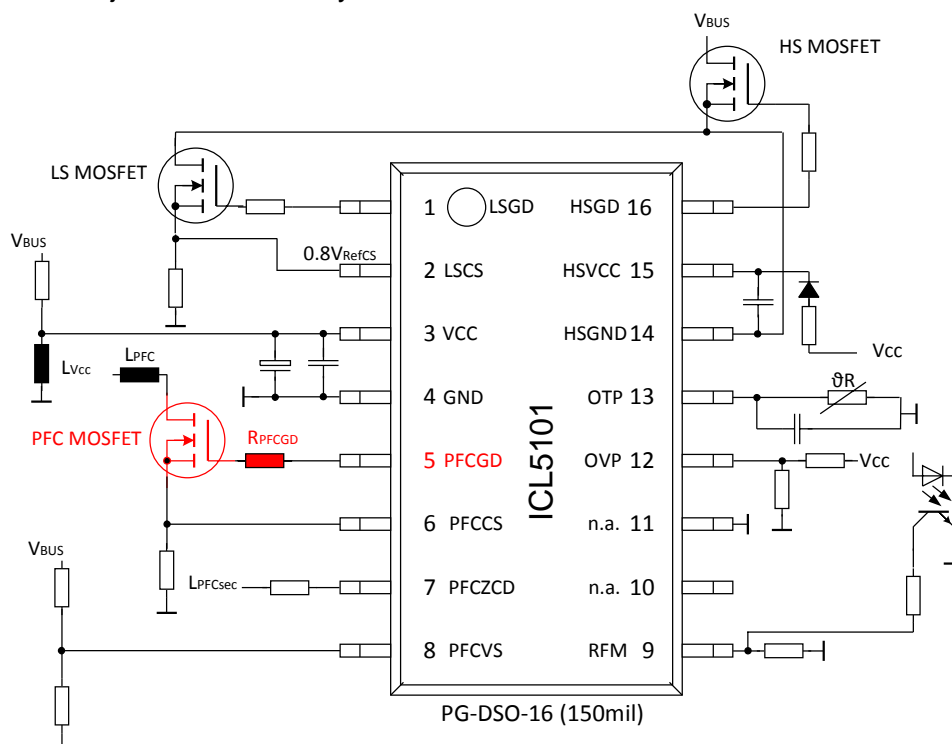 VBUS
HS MOSFET
LS MOSFET
1 LSGD HSGD 16
VBUS
0.8VRefCS
2 LSCS HSVCC 15
3 VCC HSGND 14
LVcc LPFC
Vcc
4 GND OTP 13
ϑR
PFC MOSFET RPFCGD
5 PFCGD OVP 12
Vcc
ICL5101
6 PFCCS n.a. 11
VBUS
LPFCsec
7 PFCZCD n.a. 10
8 PFCVS RFM 9
PG-DSO-16 (150mil)